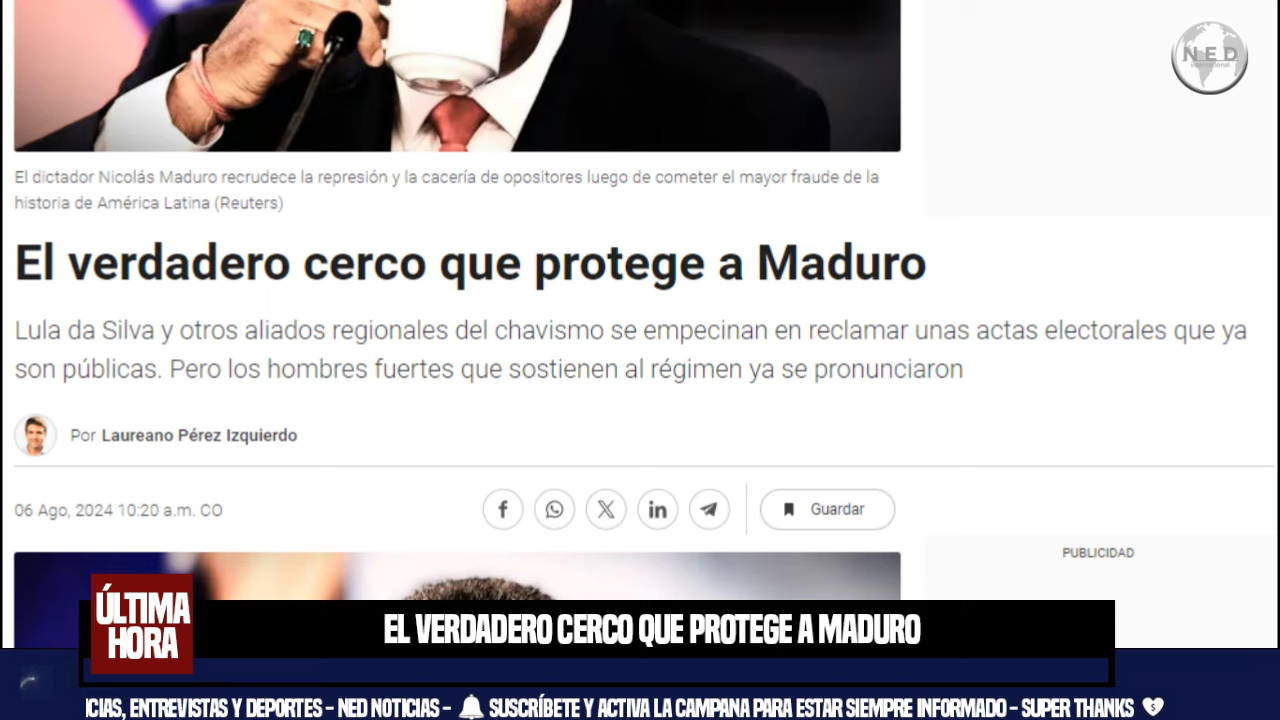 NED
international
El dictador Nicolás Maduro recrudece la represión y la cacería de opositores luego de cometer el mayor fraude de la
historia de América Latina (Reuters)
El verdadero cerco que protege a Maduro
Lula da Silva y otros aliados regionales del chavismo se empecinan en reclamar unas actas electorales que ya
son públicas. Pero los hombres fuertes que sostienen al régimen ya se pronunciaron
Por Laureano Pérez Izquierdo
06 Ago, 2024 10:20 a.m. CO
Guardar
PUBLICIDAD
ÚLTIMA
HORA
EL VERDADERO CERCO QUE PROTEGE A MADURO
ICIAS, ENTREVISTAS Y DEPORTES - NED NOTICIAS - 🔔 SUSCRÍBETE Y ACTIVA LA CAMPANA PARA ESTAR SIEMPRE INFORMADO - SUPER THANKS